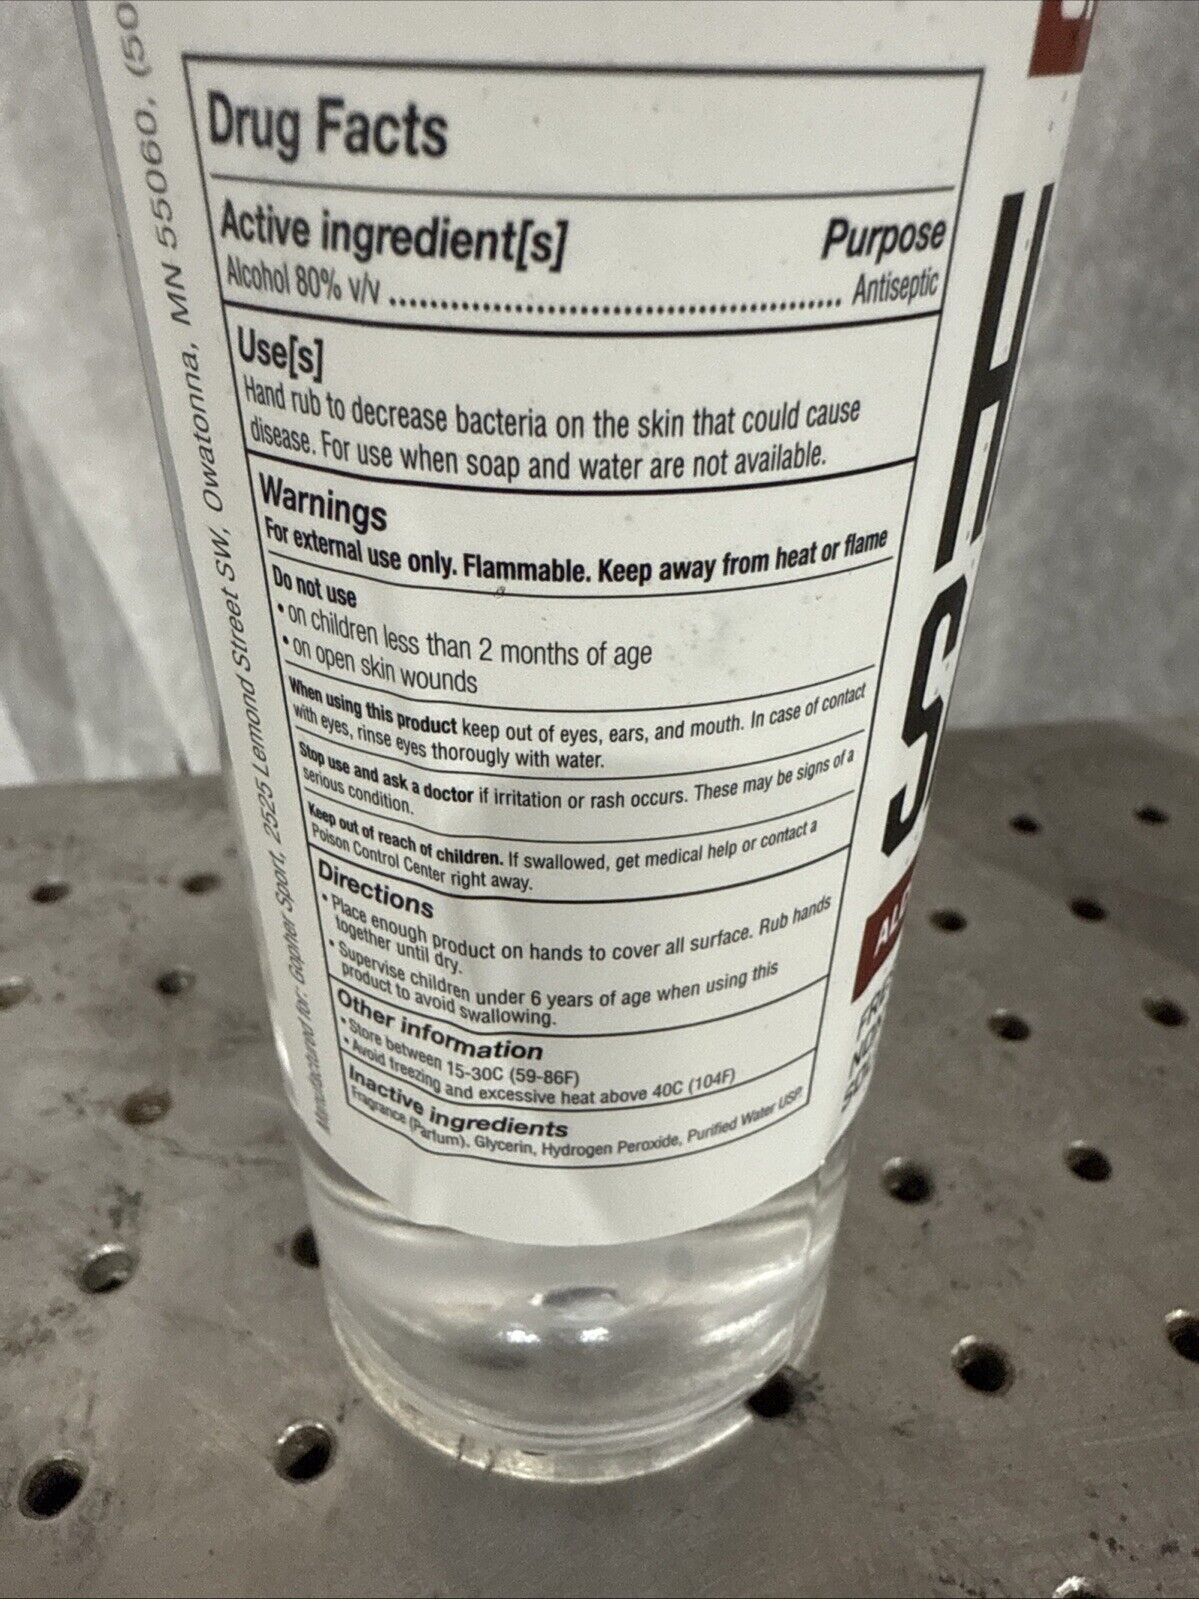 Drug Facts
Active ingredient[s] Purpose
Alcohol 80% v/v ........................................... Antiseptic
Use[s]
Hand rub to decrease bacteria on the skin that could cause
disease. For use when soap and water are not available.
Warnings
For external use only. Flammable. Keep away from heat or flame
Do not use
• on children less than 2 months of age
• on open skin wounds
When using this product keep out of eyes, ears, and mouth. In case of contact
with eyes, rinse eyes thorougly with water.
Stop use and ask a doctor if irritation or rash occurs. These may be signs of a
serious condition.
Keep out of reach of children. If swallowed, get medical help or contact a
Poison Control Center right away.
Directions
• Place enough product on hands to cover all surface. Rub hands
together until dry.
• Supervise children under 6 years of age when using this
product to avoid swallowing.
Other information
• Store between 15-30C (59-86F)
• Avoid freezing and excessive heat above 40C (104F)
Inactive ingredients
Fragrance (Parfum), Glycerin, Hydrogen Peroxide, Purified Water USP.
Manufactured for: Gopher Sport, 2525 Lemond Street SW, Owatonna, MN 55060, (50